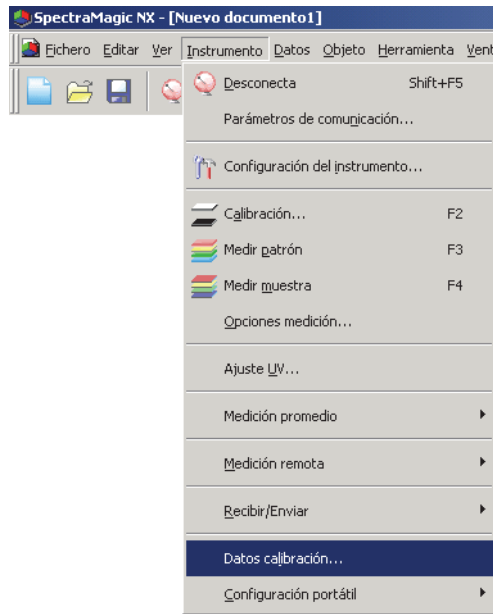 SpectraMagic NX - [Nuevo documento1]
Fichero Editar Ver Instrumento Datos Objeto Herramienta Vent
Desconecta Shift+F5
Parámetros de comunicación...
Configuración del instrumento...
Calibración... F2
Medir patrón F3
Medir muestra F4
Opciones medición...
Ajuste UV...
Medición promedio
Medición remota
Recibir/Enviar
Datos calibración...
Configuración portátil